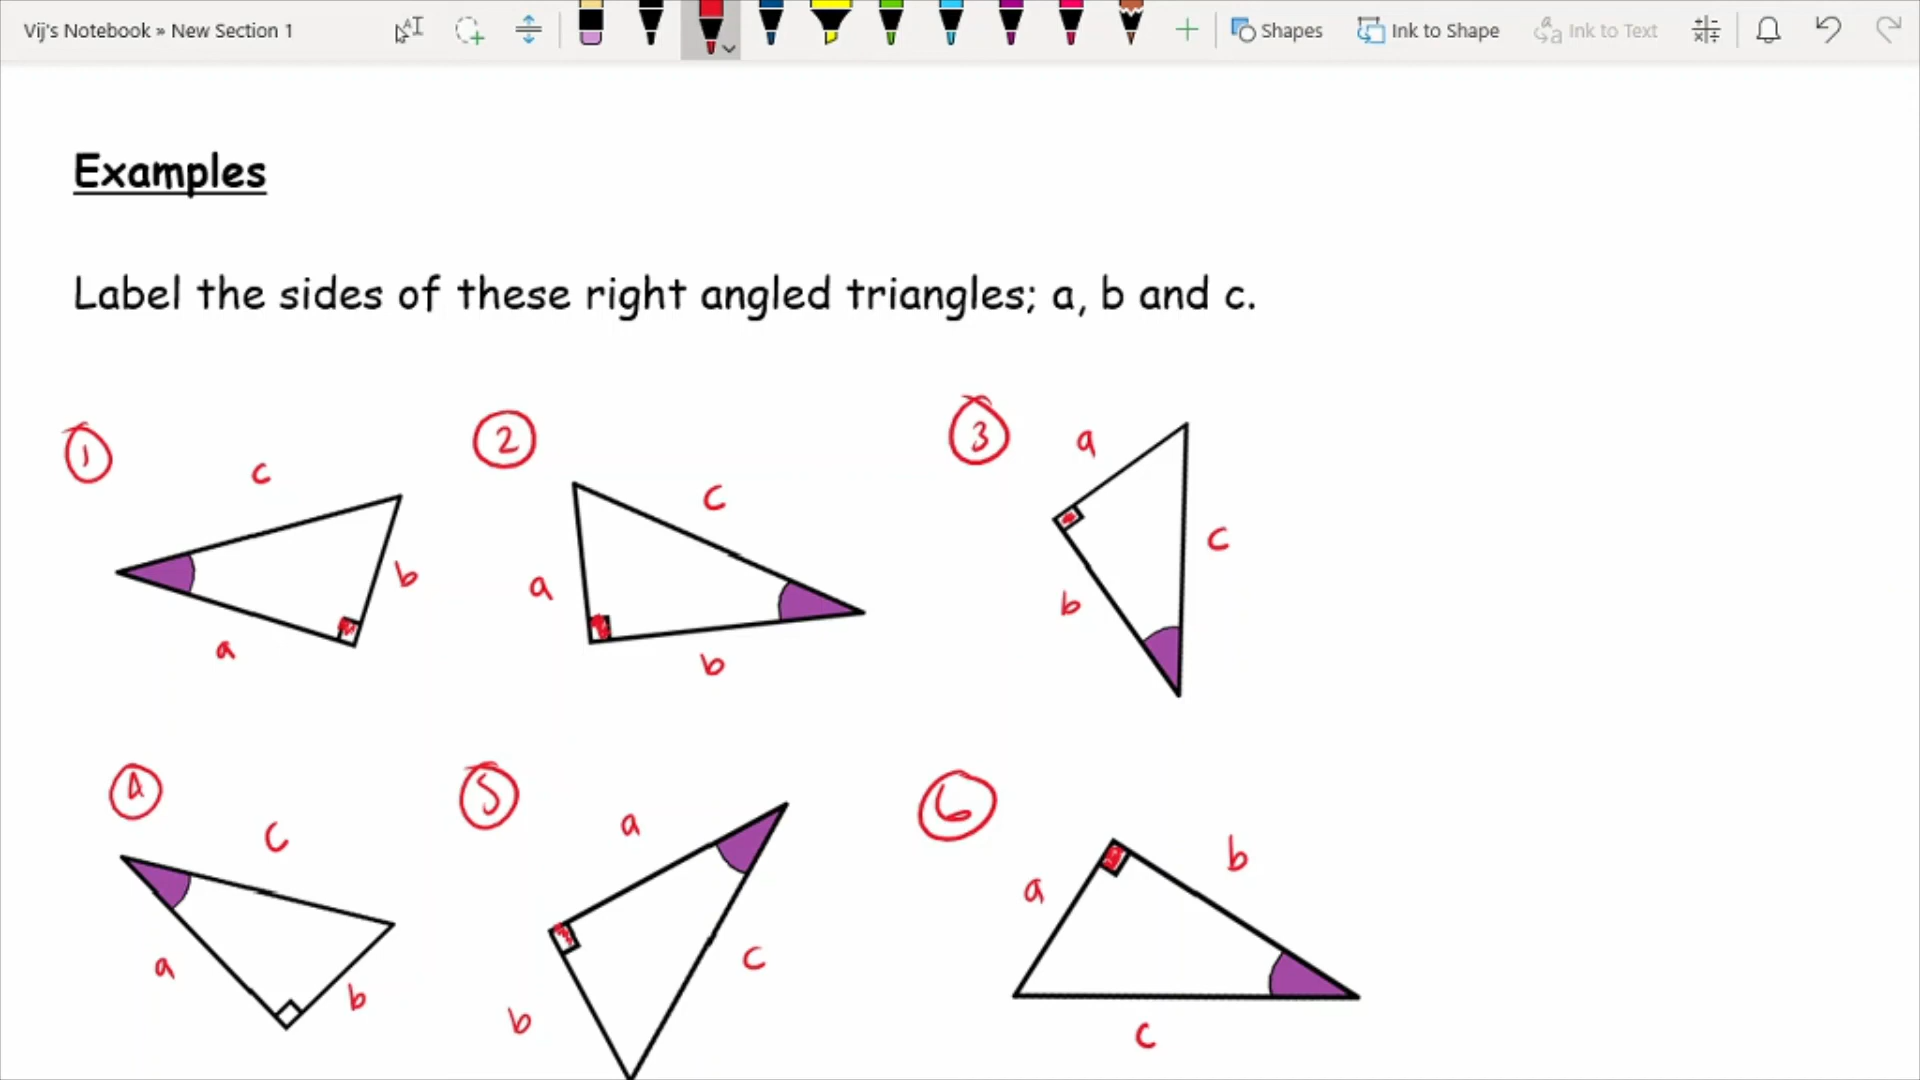 Vij's Notebook » New Section 1
Shapes
Ink to Shape
Ink to Text
Examples
Label the sides of these right angled triangles; a, b and c.
1
c
b
a
2
c
a
b
3
a
c
b
4
c
a
b
5
a
c
b
6
a
b
c